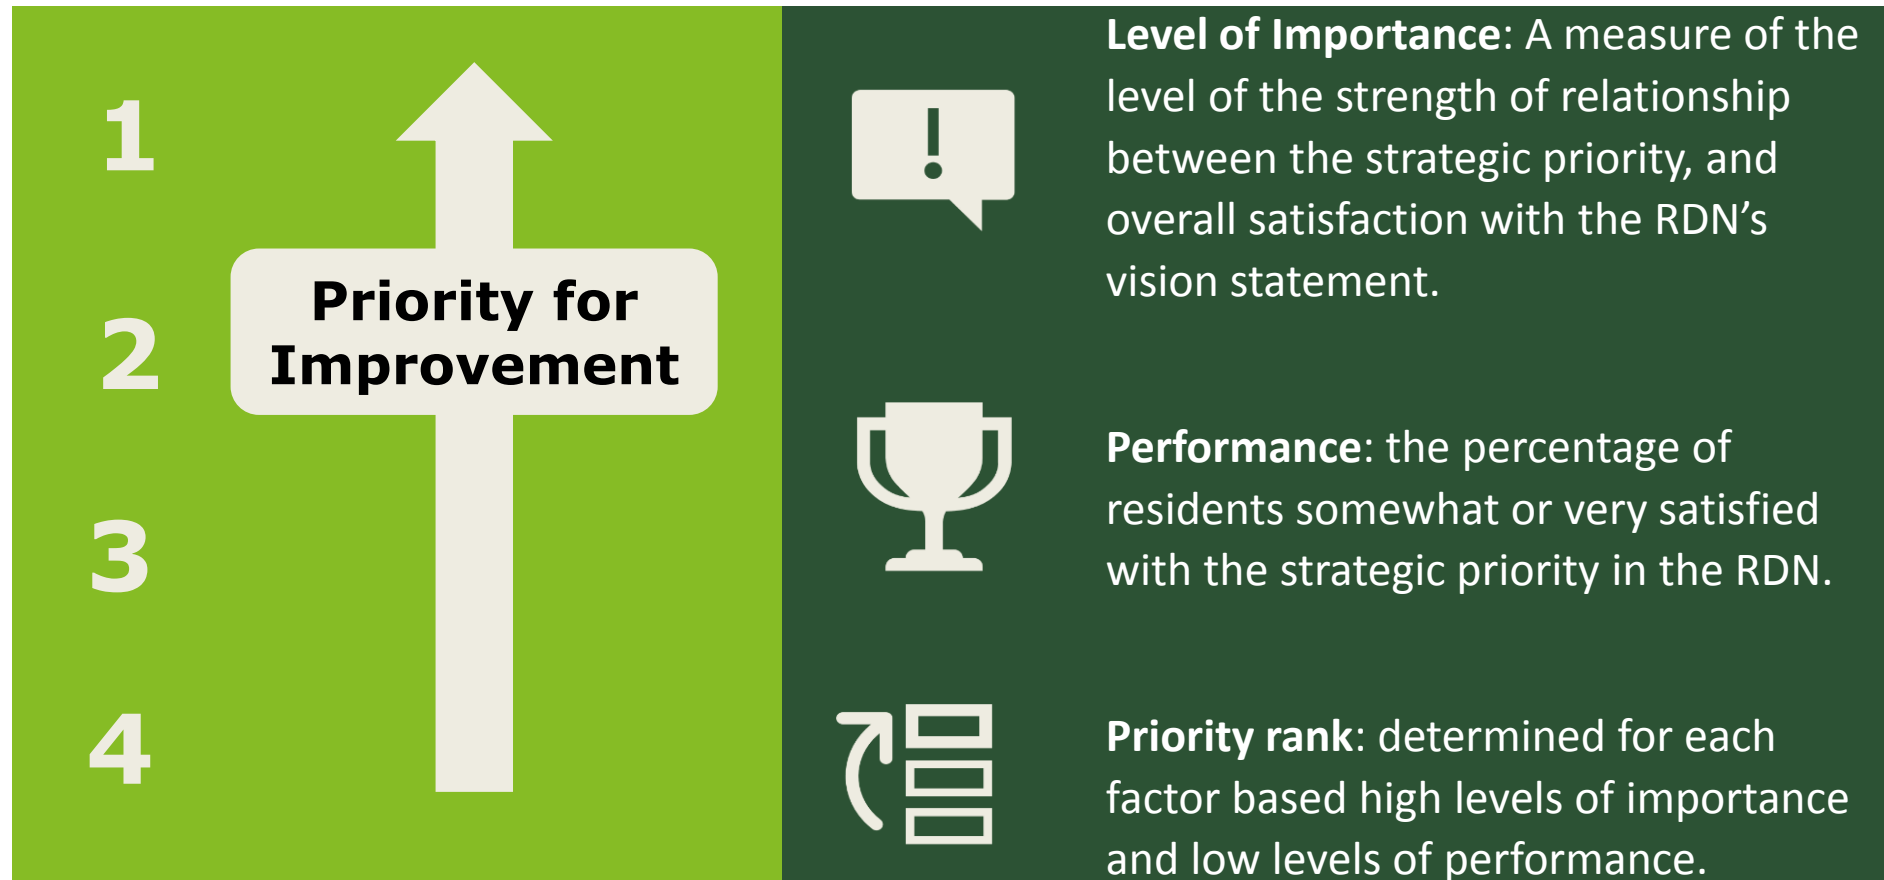 1
2
3
4
Priority for
Improvement
!
Level of Importance: A measure of the
level of the strength of relationship
between the strategic priority, and
overall satisfaction with the RDN’s
vision statement.
Performance: the percentage of
residents somewhat or very satisfied
with the strategic priority in the RDN.
Priority rank: determined for each
factor based high levels of importance
and low levels of performance.